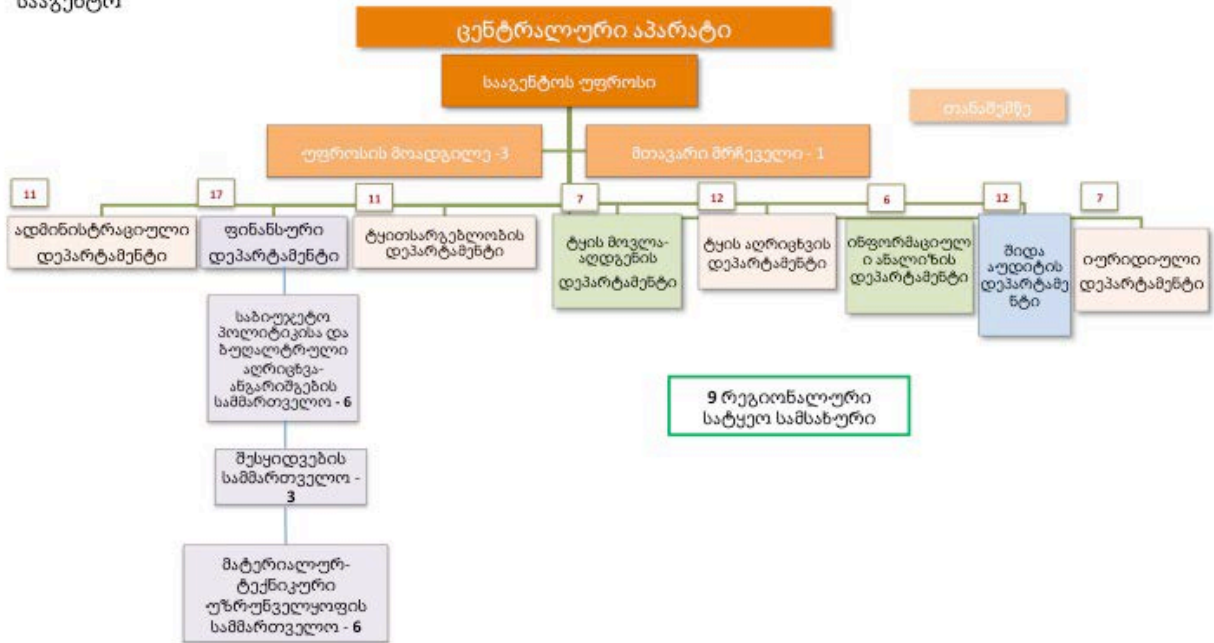 სააგენტო
ცენტრალური აპარატი
სააგენტოს უფროსი
თანაშემწე
უფროსის მოადგილე -3
მთავარი მრჩეველი - 1
11
17
11
7
12
6
12
7
ადმინისტრაციული
დეპარტამენტი
ფინანსური
დეპარტამენტი
ტყითსარგებლობის
დეპარტამენტი
ტყის მოვლა-
აღდგენის
დეპარტამენტი
ტყის აღრიცხვის
დეპარტამენტი
ინფორმაციულ
ი ანალიზის
დეპარტამენტი
შიდა
აუდიტის
დეპარტამე
ნტი
იურიდიული
დეპარტამენტი
საბიუჯეტო
პოლიტიკისა და
ბუღალტრული
აღრიცხვა-
ანგარიშგების
სამმართველო - 6
შესყიდვების
სამმართველო -
3
მატერიალურ-
ტექნიკური
უზრუნველყოფის
სამმართველო - 6
9 რეგიონალური
სატყეო სამსახური